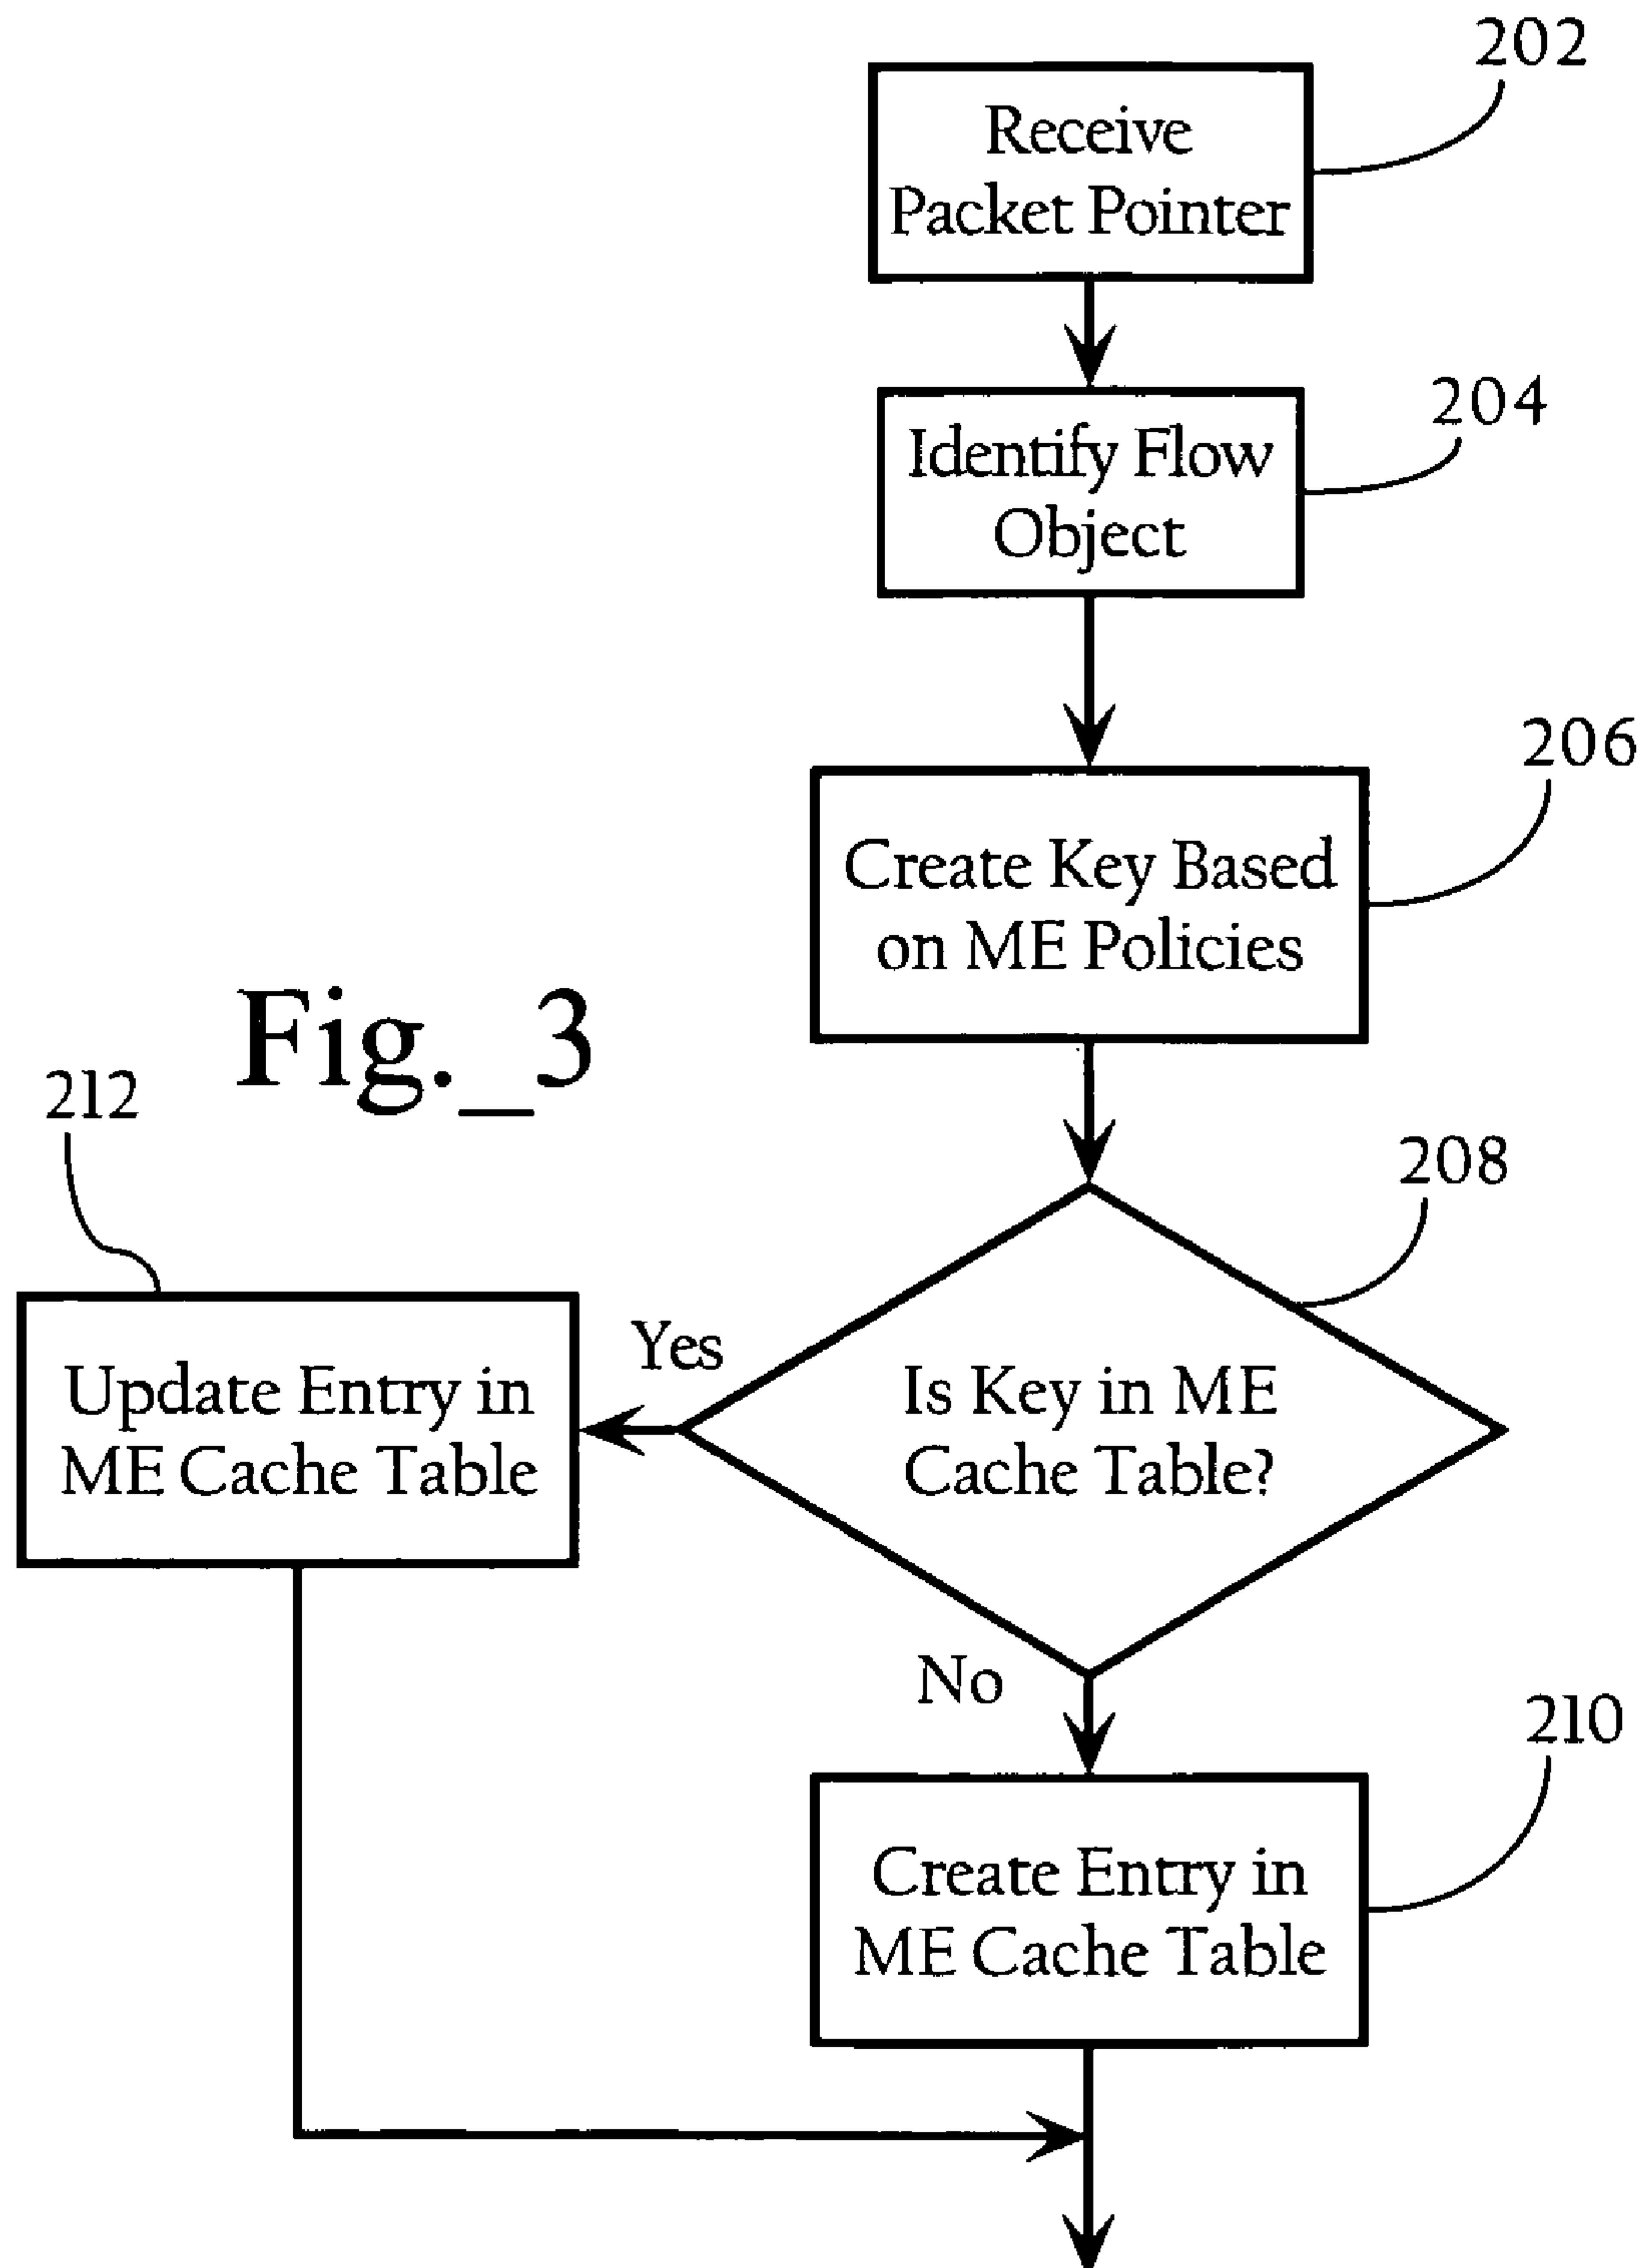 202
Receive
Packet Pointer
204
Identify Flow
Object
206
Create Key Based
on ME Policies
Fig._3
212
208
Yes
Update Entry in
ME Cache Table
Is Key in ME
Cache Table?
No
210
Create Entry in
ME Cache Table